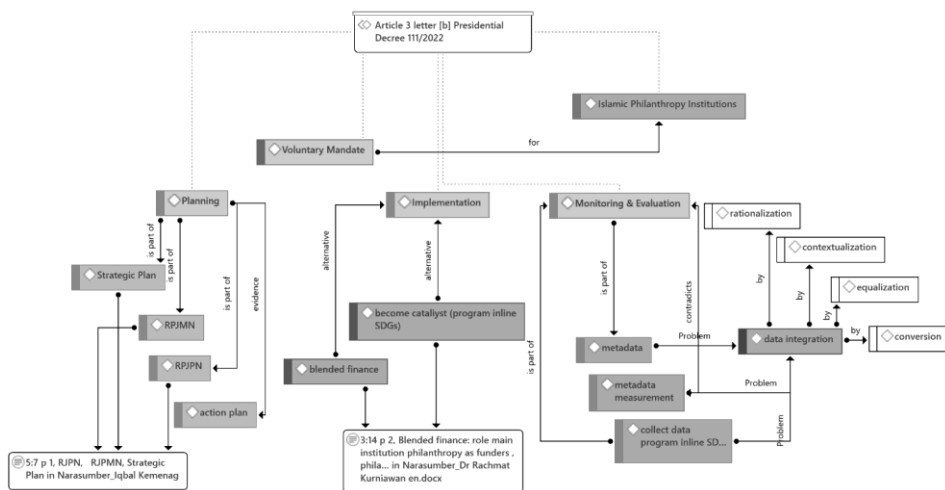 Article 3 letter [b] Presidential
Decree 111/2022
Islamic Philanthropy Institutions
Voluntary Mandate
for
Planning
Implementation
Monitoring & Evaluation
rationalization
contextualization
equalization
conversion
is part of
is part of
is part of
evidence
alternative
alternative
is part of
is part of
contradicts
by
by
by
by
Strategic Plan
RPJMN
RPJPN
action plan
become catalyst (program inline
SDGs)
blended finance
metadata
Problem
data integration
metadata
measurement
Problem
collect data
program inline SD...
Problem
5:7 p 1, RJPN, RJPMN, Strategic
Plan in Narasumber_Iqbal Kemenag
3:14 p 2, Blended finance: role main
institution philanthropy as funders ,
phila... in Narasumber_Dr Rachmat
Kurniawan en.docx